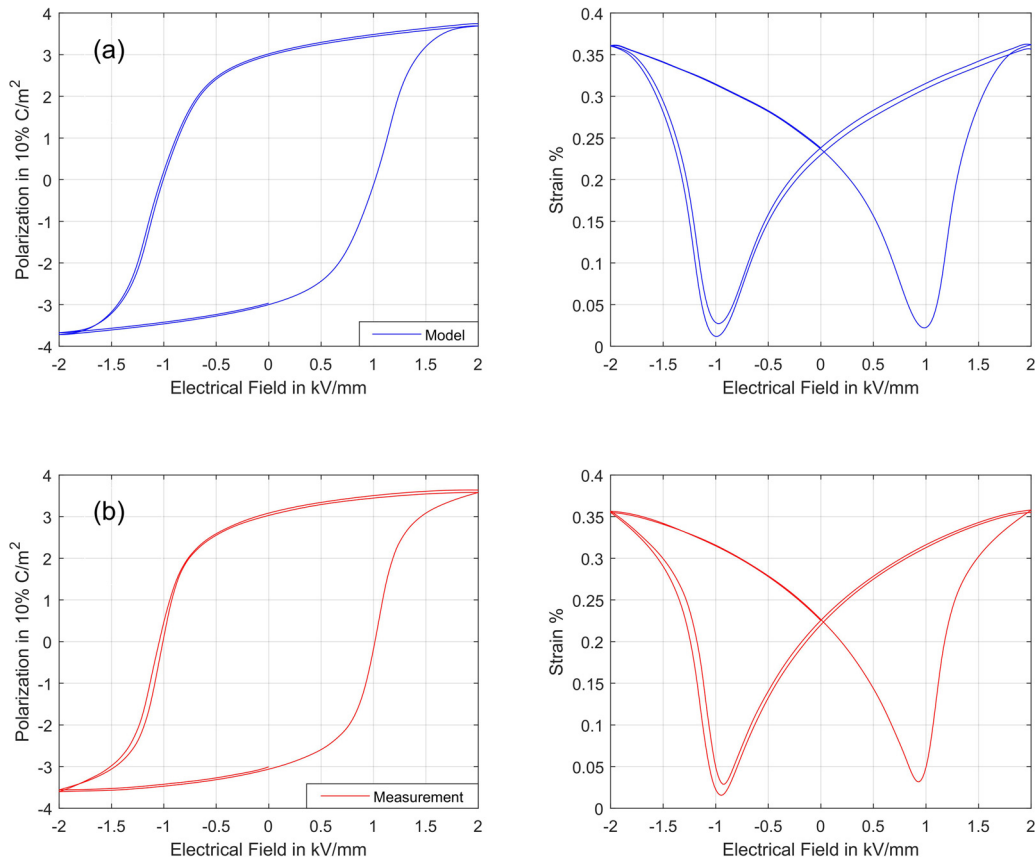 (a)
Polarization in 10% C/m²
4
3
2
1
0
-1
-2
-3
-4
-2 -1.5 -1 -0.5 0 0.5 1 1.5 2
Electrical Field in kV/mm
Model
Strain %
0.4
0.35
0.3
0.25
0.2
0.15
0.1
0.05
0
-2 -1.5 -1 -0.5 0 0.5 1 1.5 2
Electrical Field in kV/mm
(b)
Polarization in 10% C/m²
4
3
2
1
0
-1
-2
-3
-4
-2 -1.5 -1 -0.5 0 0.5 1 1.5 2
Electrical Field in kV/mm
Measurement
Strain %
0.4
0.35
0.3
0.25
0.2
0.15
0.1
0.05
0
-2 -1.5 -1 -0.5 0 0.5 1 1.5 2
Electrical Field in kV/mm